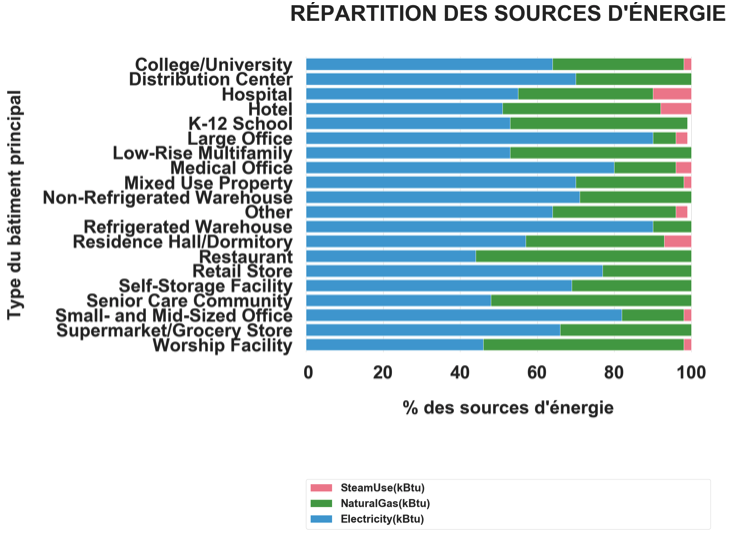 RÉPARTITION DES SOURCES D'ÉNERGIE
Type du bâtiment principal
College/University
Distribution Center
Hospital
Hotel
K-12 School
Large Office
Low-Rise Multifamily
Medical Office
Mixed Use Property
Non-Refrigerated Warehouse
Other
Refrigerated Warehouse
Residence Hall/Dormitory
Restaurant
Retail Store
Self-Storage Facility
Senior Care Community
Small- and Mid-Sized Office
Supermarket/Grocery Store
Worship Facility
0 20 40 60 80 100
% des sources d'énergie
SteamUse(kBtu)
NaturalGas(kBtu)
Electricity(kBtu)